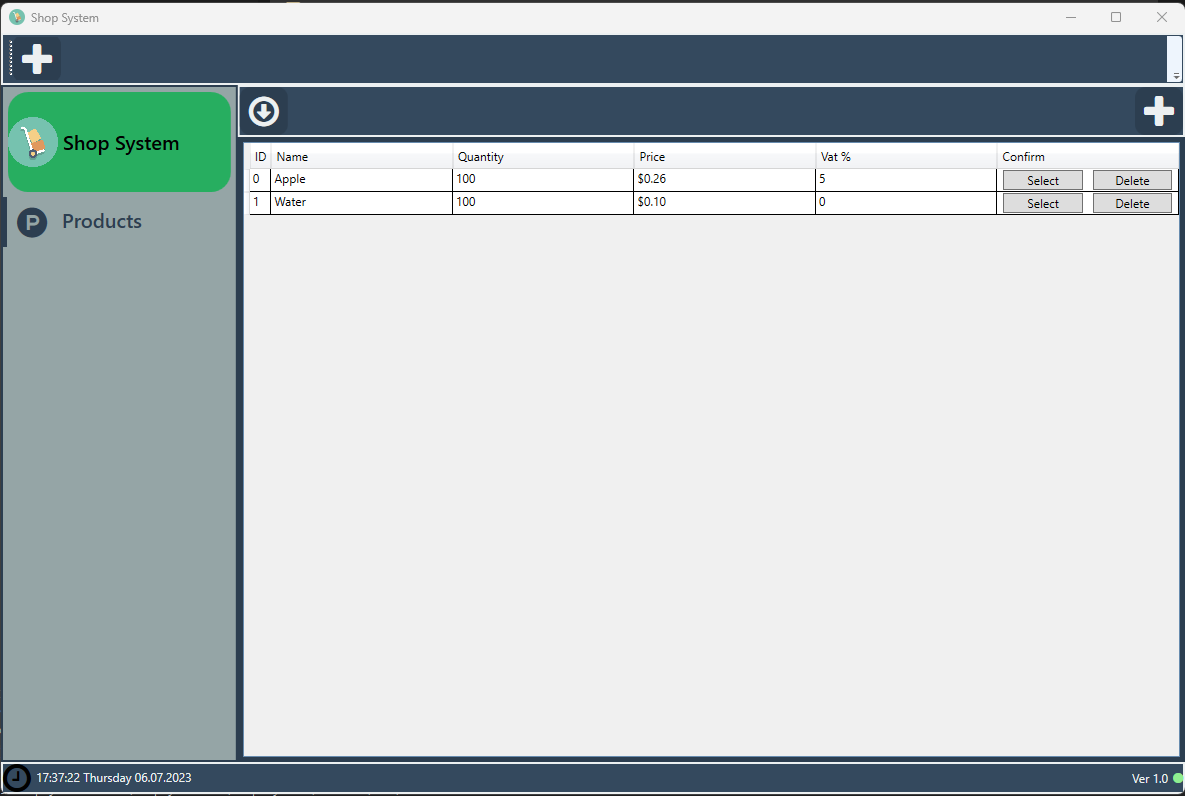 Shop System
Shop System
P Products
ID Name Quantity Price Vat % Confirm
0 Apple 100 $0.26 5 Select Delete
1 Water 100 $0.10 0 Select Delete
17:37:22 Thursday 06.07.2023 Ver 1.0